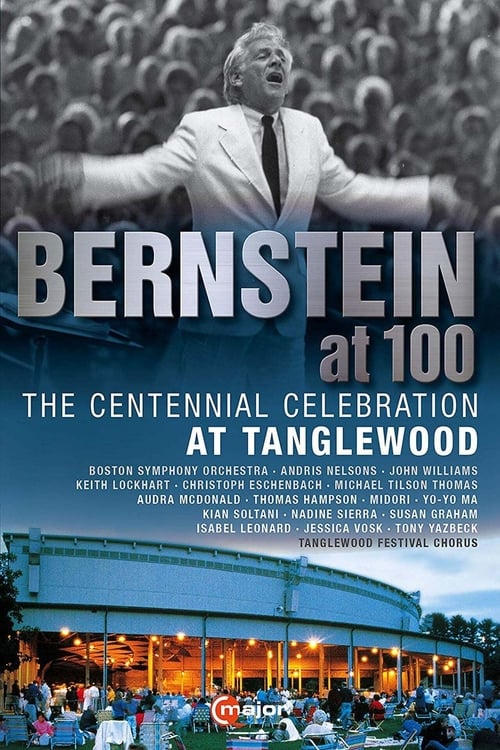 BERNSTEIN
at 100
THE CENTENNIAL CELEBRATION
AT TANGLEWOOD
BOSTON SYMPHONY ORCHESTRA · ANDRIS NELSONS · JOHN WILLIAMS
KEITH LOCKHART · CHRISTOPH ESCHENBACH · MICHAEL TILSON THOMAS
AUDRA MCDONALD · THOMAS HAMPSON · MIDORI · YO-YO MA
KIAN SOLTANI · NADINE SIERRA · SUSAN GRAHAM
ISABEL LEONARD · JESSICA VOSK · TONY YAZBECK
TANGLEWOOD FESTIVAL CHORUS
C major